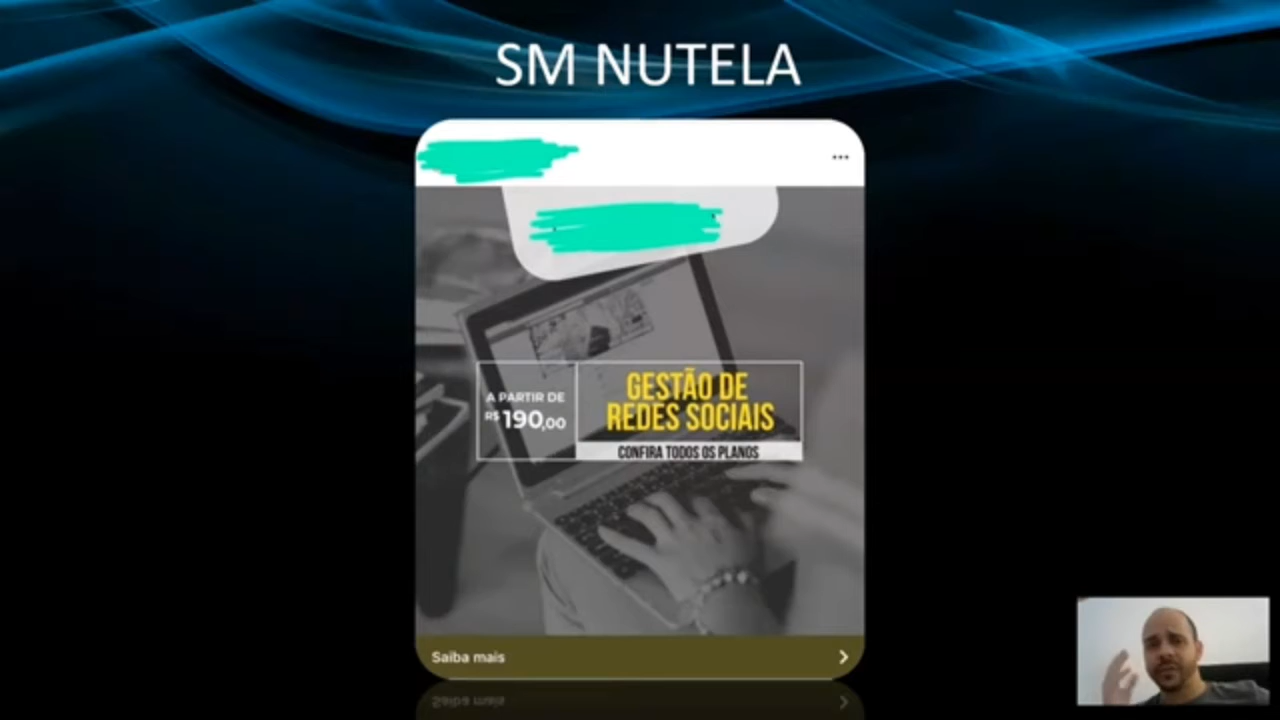 SM NUTELA
A PARTIR DE
R$ 190,00
GESTÃO DE
REDES SOCIAIS
CONFIRA TODOS OS PLANOS
Saiba mais